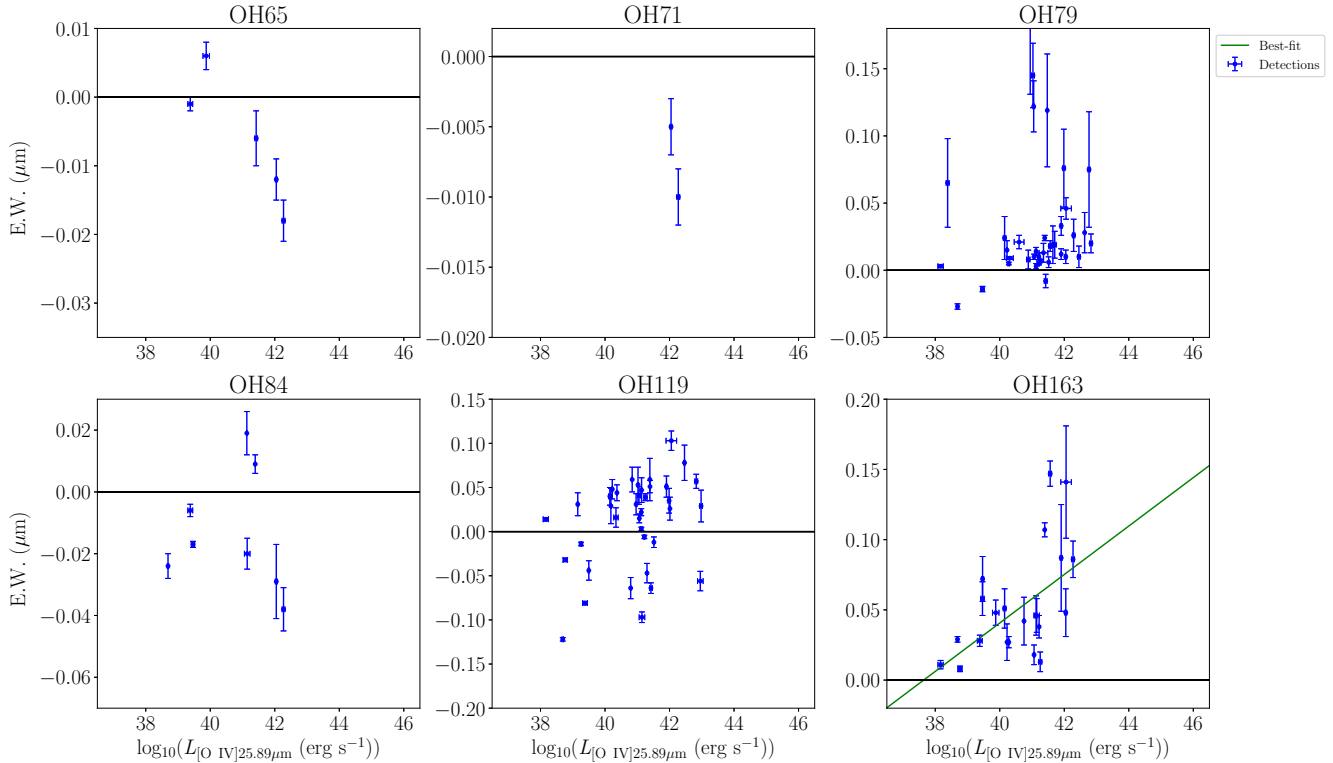 OH65
OH71
OH79
0.01
0.00
−0.01
−0.02
−0.03
E.W. (μm)
38 40 42 44 46
0.000
−0.005
−0.010
−0.015
−0.020
38 40 42 44 46
0.15
0.10
0.05
0.00
−0.05
38 40 42 44 46
Best-fit
Detections
OH84
OH119
OH163
0.02
0.00
−0.02
−0.04
−0.06
E.W. (μm)
38 40 42 44 46
log₁₀(L[O IV]25.89μm (erg s⁻¹))
0.15
0.10
0.05
0.00
−0.05
−0.10
−0.15
−0.20
38 40 42 44 46
log₁₀(L[O IV]25.89μm (erg s⁻¹))
0.20
0.15
0.10
0.05
0.00
38 40 42 44 46
log₁₀(L[O IV]25.89μm (erg s⁻¹))